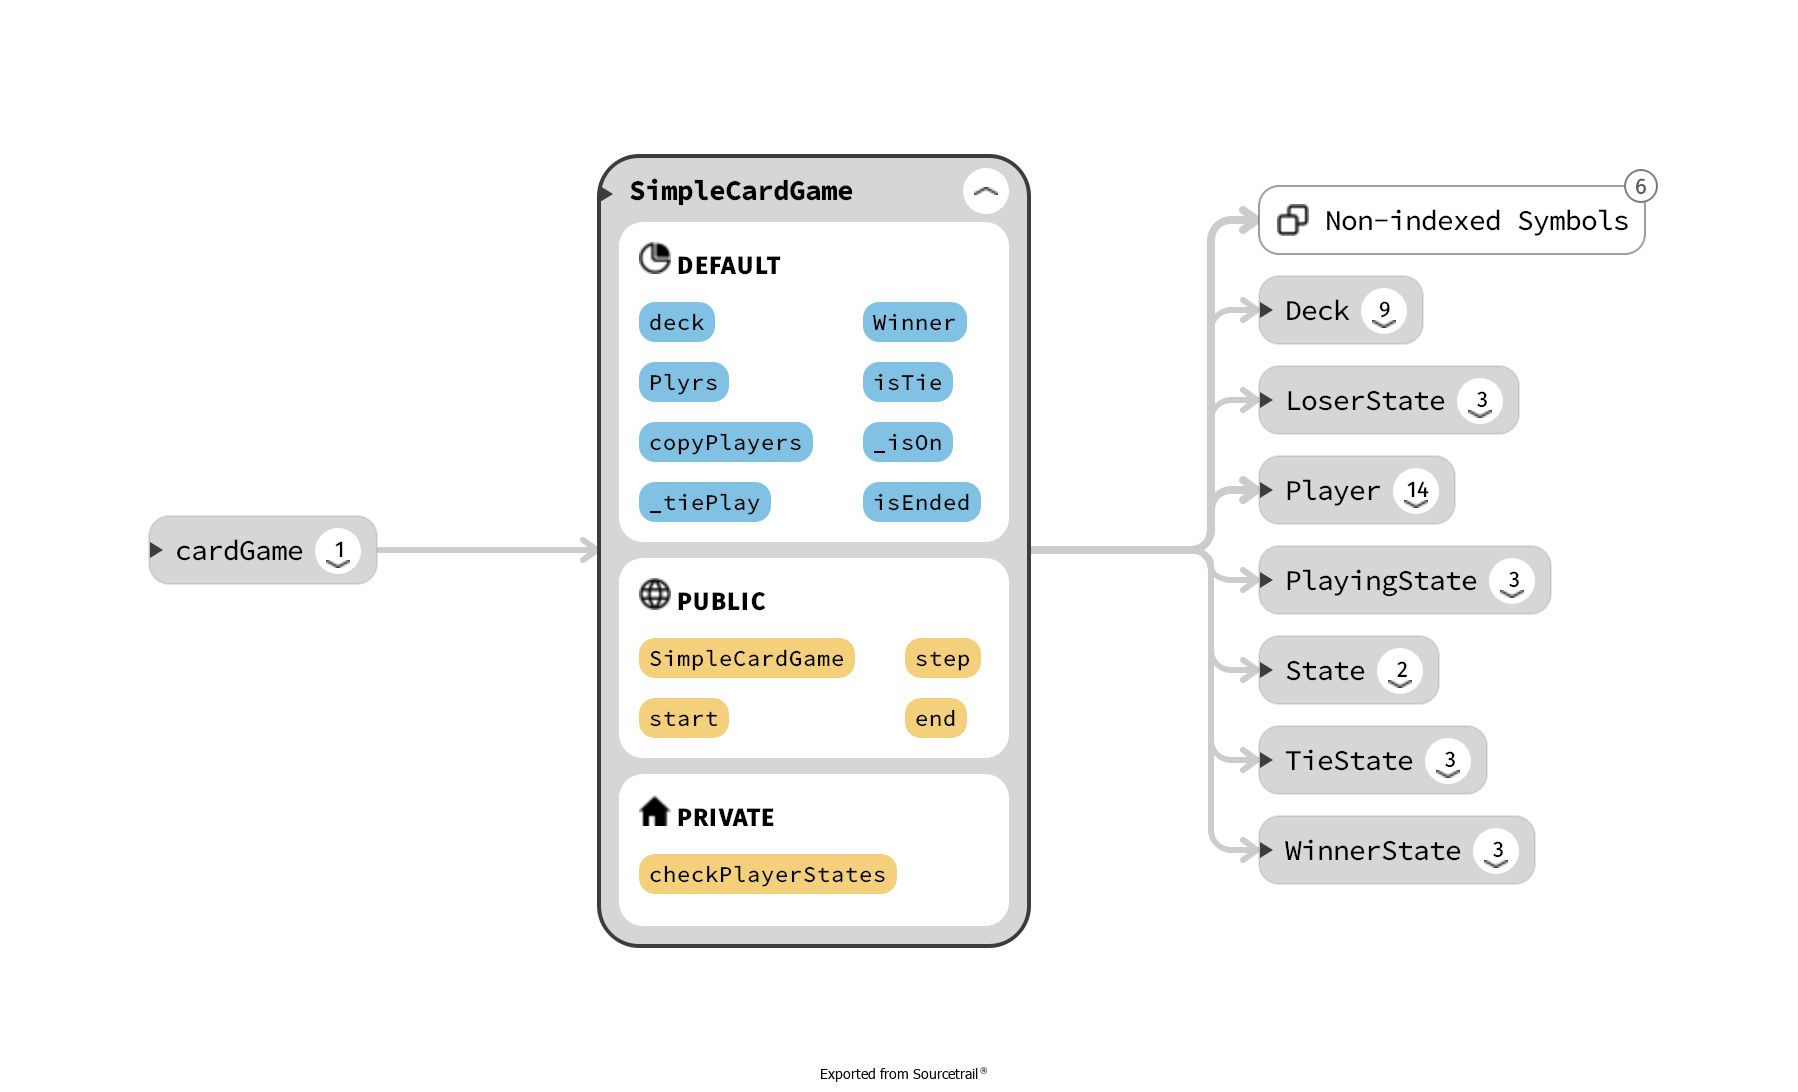 cardGame 1
SimpleCardGame
DEFAULT
deck Winner
Plyrs isTie
copyPlayers _isOn
_tiePlay isEnded
PUBLIC
SimpleCardGame step
start end
PRIVATE
checkPlayerStates
6
Non-indexed Symbols
Deck 9
LoserState 3
Player 14
PlayingState 3
State 2
TieState 3
WinnerState 3
Exported from Sourcetrail®